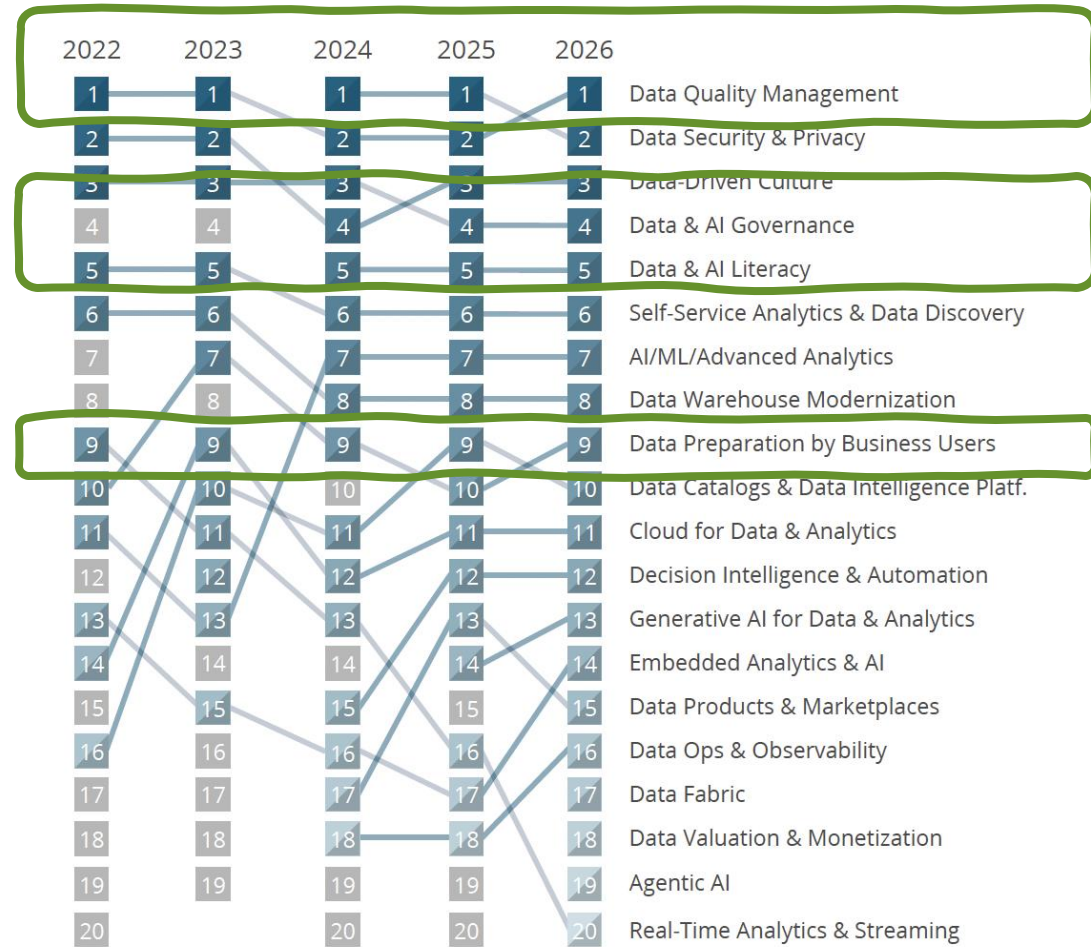 2022 2023 2024 2025 2026
1 1 1 1 1 Data Quality Management
2 2 2 2 2 Data Security & Privacy
3 3 3 3 3 Data-Driven Culture
4 4 4 4 4 Data & AI Governance
5 5 5 5 5 Data & AI Literacy
6 6 6 6 6 Self-Service Analytics & Data Discovery
7 7 7 7 7 AI/ML/Advanced Analytics
8 8 8 8 8 Data Warehouse Modernization
9 9 9 9 9 Data Preparation by Business Users
10 10 10 10 10 Data Catalogs & Data Intelligence Platf.
11 11 11 11 11 Cloud for Data & Analytics
12 12 12 12 12 Decision Intelligence & Automation
13 13 13 13 13 Generative AI for Data & Analytics
14 14 14 14 14 Embedded Analytics & AI
15 15 15 15 15 Data Products & Marketplaces
16 16 16 16 16 Data Ops & Observability
17 17 17 17 17 Data Fabric
18 18 18 18 18 Data Valuation & Monetization
19 19 19 19 19 Agentic AI
20 20 20 20 Real-Time Analytics & Streaming